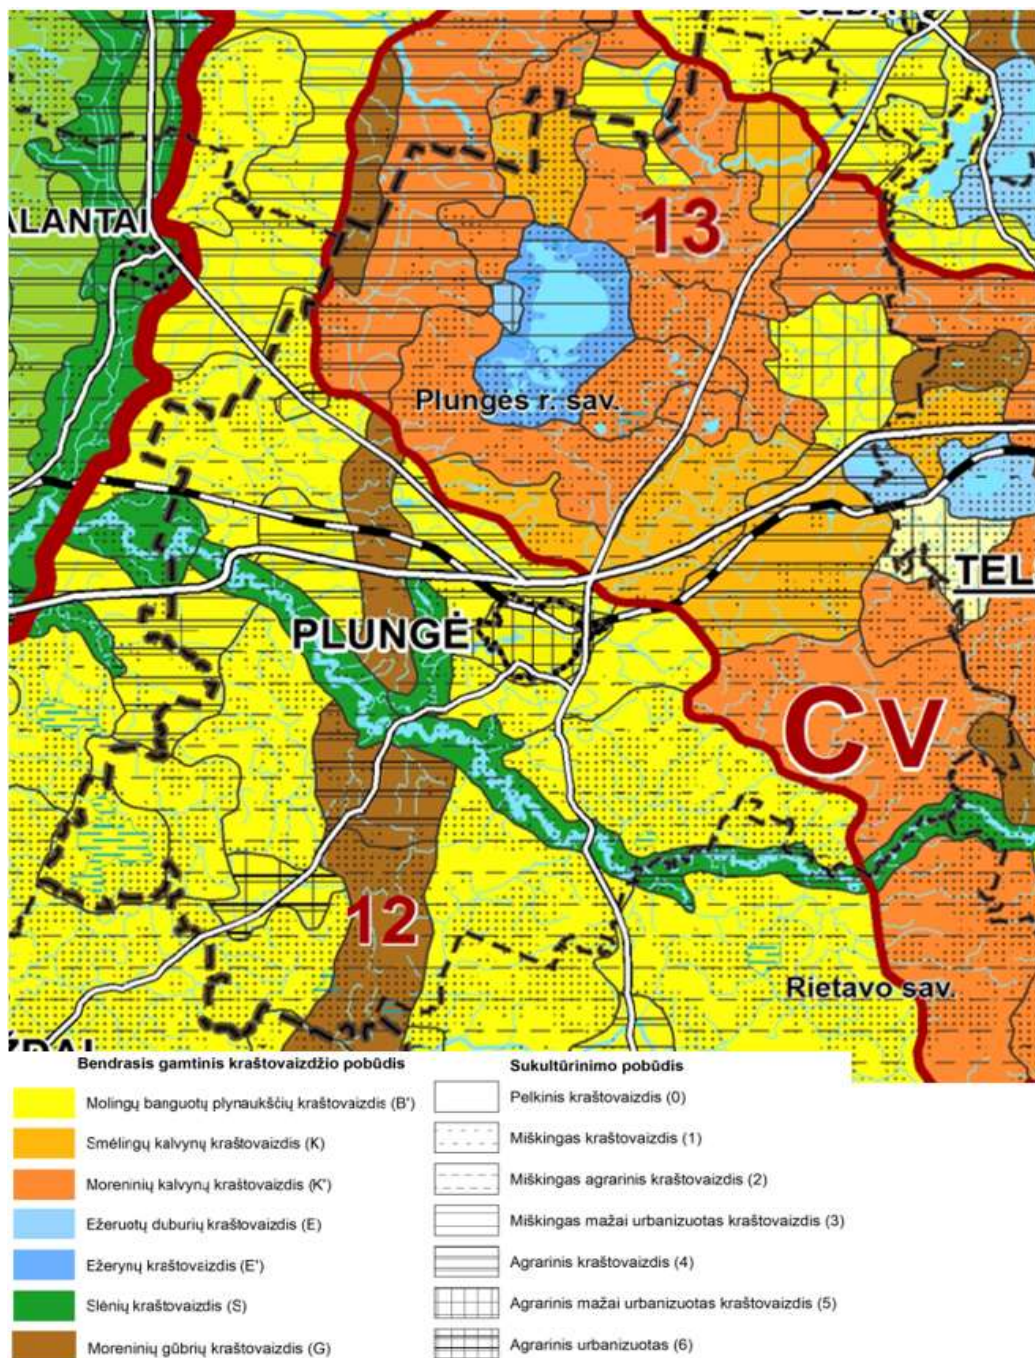 ALANTAI
13
Plungės r. sav.
TEL
PLUNGĖ
CV
12
Rietavo sav.
Bendrasis gamtinis kraštovaizdžio pobūdis
Molingų banguotų plynaukščių kraštovaizdis (B')
Smėlingų kalvynų kraštovaizdis (K)
Moreninių kalvynų kraštovaizdis (K')
Ežeruotų duburių kraštovaizdis (E)
Ežerynų kraštovaizdis (E')
Slėnių kraštovaizdis (S)
Moreninių gūbrių kraštovaizdis (G)
Sukultūrinimo pobūdis
Pelkinis kraštovaizdis (0)
Miškingas kraštovaizdis (1)
Miškingas agrarinis kraštovaizdis (2)
Miškingas mažai urbanizuotas kraštovaizdis (3)
Agrarinis kraštovaizdis (4)
Agrarinis mažai urbanizuotas kraštovaizdis (5)
Agrarinis urbanizuotas (6)